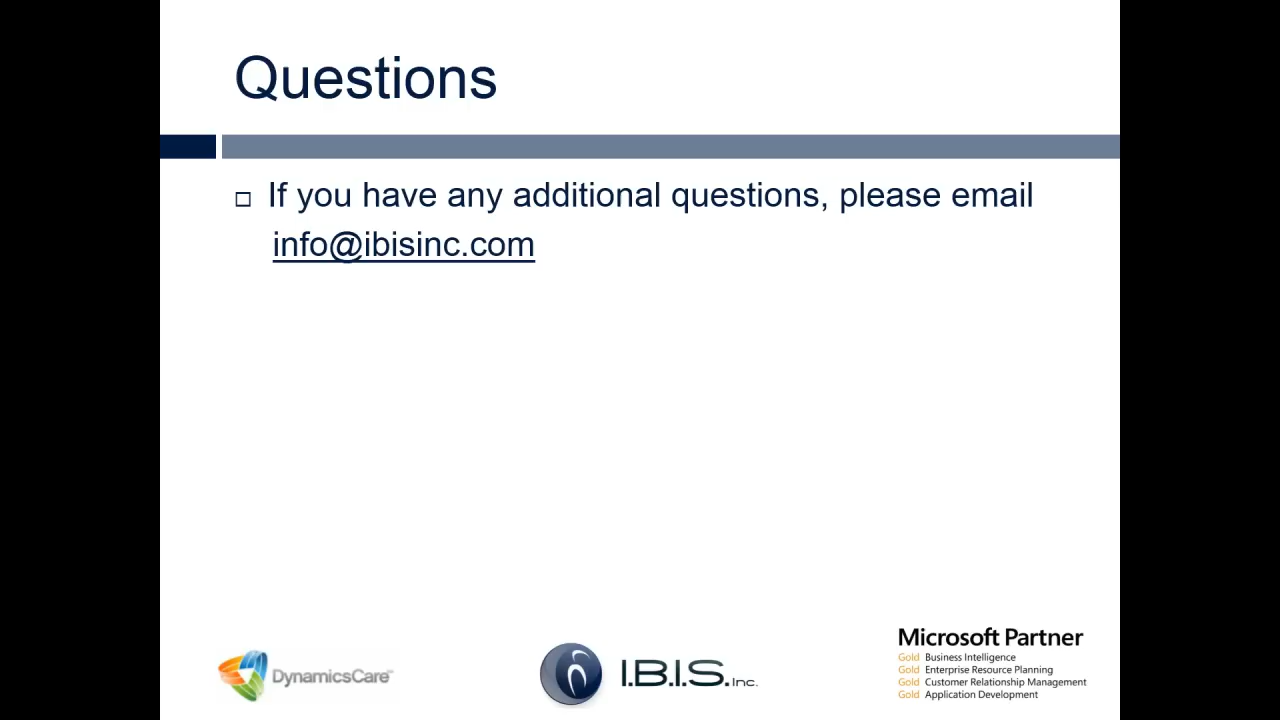 Questions
If you have any additional questions, please email
info@ibisinc.com
DynamicsCare™
I.B.I.S. Inc.
Microsoft Partner
Gold Business Intelligence
Gold Enterprise Resource Planning
Gold Customer Relationship Management
Gold Application Development